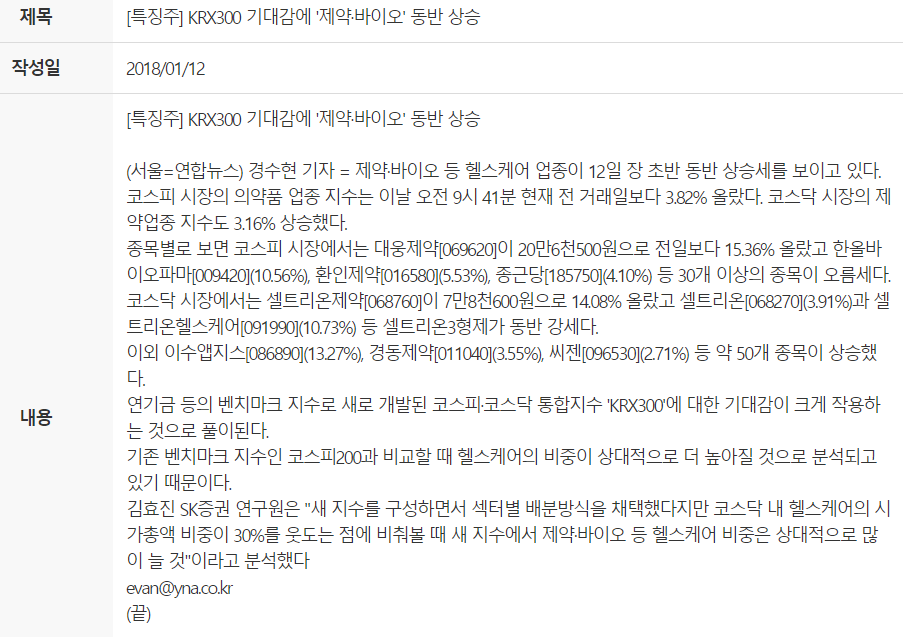 제목
[특징주] KRX300 기대감에 '제약·바이오' 동반 상승
작성일
2018/01/12
내용
[특징주] KRX300 기대감에 '제약·바이오' 동반 상승
(서울=연합뉴스) 경수현 기자 = 제약·바이오 등 헬스케어 업종이 12일 장 초반 동반 상승세를 보이고 있다.
코스피 시장의 의약품 업종 지수는 이날 오전 9시 41분 현재 전 거래일보다 3.82% 올랐다. 코스닥 시장의 제
약업종 지수도 3.16% 상승했다.
종목별로 보면 코스피 시장에서는 대웅제약[069620]이 20만6천500원으로 전일보다 15.36% 올랐고 한올바
이오파마[009420](10.56%), 환인제약[016580](5.53%), 종근당[185750](4.10%) 등 30개 이상의 종목이 오름세다.
코스닥 시장에서는 셀트리온제약[068760]이 7만8천600원으로 14.08% 올랐고 셀트리온[068270](3.91%)과 셀
트리온헬스케어[091990](10.73%) 등 셀트리온3형제가 동반 강세다.
이외 이수앱지스[086890](13.27%), 경동제약[011040](3.55%), 씨젠[096530](2.71%) 등 약 50개 종목이 상승했
다.
연기금 등의 벤치마크 지수로 새로 개발된 코스피·코스닥 통합지수 'KRX300'에 대한 기대감이 크게 작용하
는 것으로 풀이된다.
기존 벤치마크 지수인 코스피200과 비교할 때 헬스케어의 비중이 상대적으로 더 높아질 것으로 분석되고
있기 때문이다.
김효진 SK증권 연구원은 "새 지수를 구성하면서 섹터별 배분방식을 채택했다지만 코스닥 내 헬스케어의 시
가총액 비중이 30%를 웃도는 점에 비춰볼 때 새 지수에서 제약·바이오 등 헬스케어 비중은 상대적으로 많
이 늘 것"이라고 분석했다
evan@yna.co.kr
(끝)